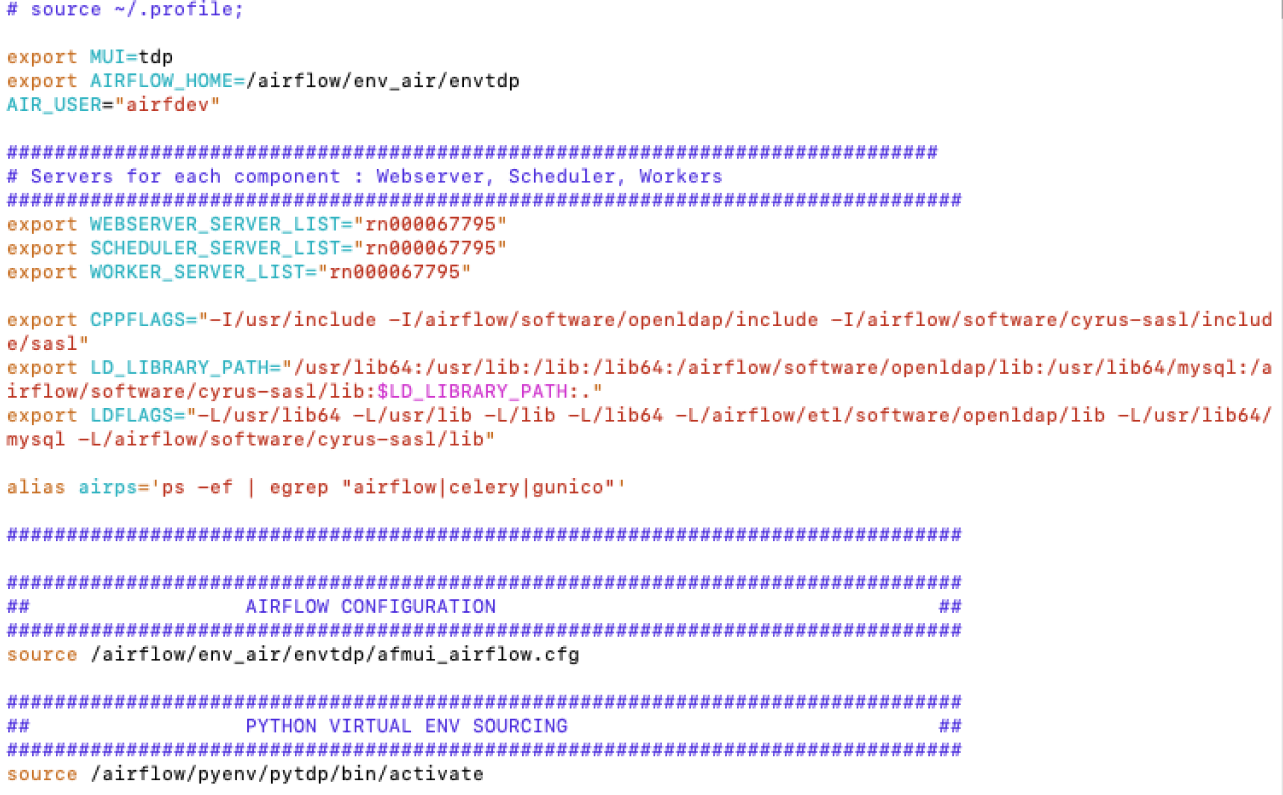 # source ~/.profile;
export MUI=tdp
export AIRFLOW_HOME=/airflow/env_air/envtdp
AIR_USER="airfdev"
##############################################################################
# Servers for each component : Webserver, Scheduler, Workers
################################################################################
export WEBSERVER_SERVER_LIST="rn000067795"
export SCHEDULER_SERVER_LIST="rn000067795"
export WORKER_SERVER_LIST="rn000067795"
export CPPFLAGS="-I/usr/include -I/airflow/software/openldap/include -I/airflow/software/cyrus-sasl/includ
e/sasl"
export LD_LIBRARY_PATH="/usr/lib64:/usr/lib:/lib:/lib64:/airflow/software/openldap/lib:/usr/lib64/mysql:/a
irflow/software/cyrus-sasl/lib:$LD_LIBRARY_PATH:."
export LDFLAGS="-L/usr/lib64 -L/usr/lib -L/lib -L/lib64 -L/airflow/etl/software/openldap/lib -L/usr/lib64/
mysql -L/airflow/software/cyrus-sasl/lib"
alias airps='ps -ef | egrep "airflow|celery|gunico"'
################################################################################
################################################################################
##                  AIRFLOW CONFIGURATION                                     ##
################################################################################
source /airflow/env_air/envtdp/afmui_airflow.cfg
################################################################################
##                  PYTHON VIRTUAL ENV SOURCING                               ##
################################################################################
source /airflow/pyenv/pytdp/bin/activate